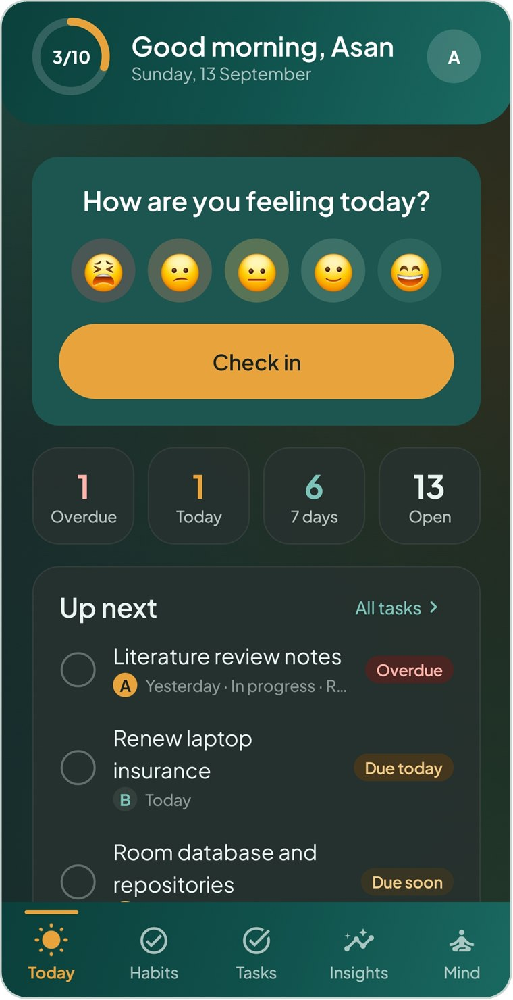 3/10
Good morning, Asan
Sunday, 13 September
A
How are you feeling today?
Check in
1
Overdue
1
Today
6
7 days
13
Open
Up next
All tasks
Literature review notes
A Yesterday · In progress · R...
Overdue
Renew laptop
insurance
B Today
Due today
Room database and
repositories
Due soon
Today
Habits
Tasks
Insights
Mind